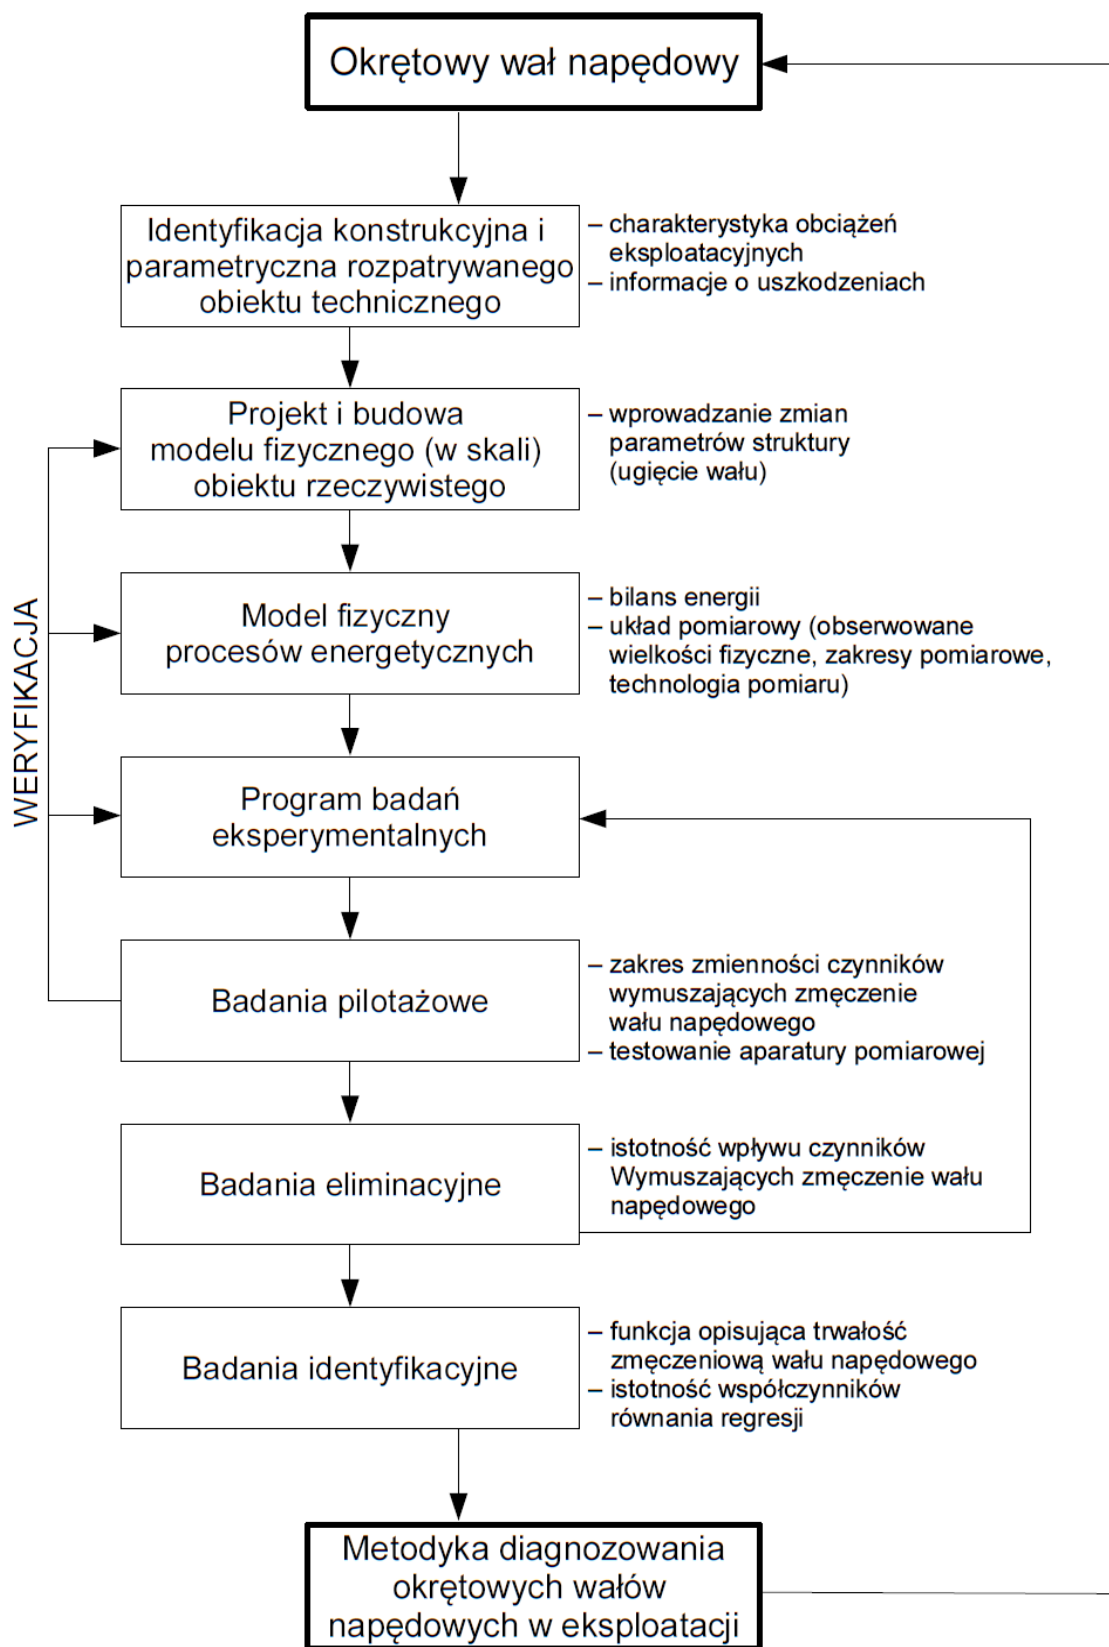 Okrętowy wał napędowy
Identyfikacja konstrukcyjna i
parametryczna rozpatrywanego
obiektu technicznego
– charakterystyka obciążeń
eksploatacyjnych
– informacje o uszkodzeniach
Projekt i budowa
modelu fizycznego (w skali)
obiektu rzeczywistego
– wprowadzanie zmian
parametrów struktury
(ugięcie wału)
WERYFIKACJA
Model fizyczny
procesów energetycznych
– bilans energii
– układ pomiarowy (obserwowane
wielkości fizyczne, zakresy pomiarowe,
technologia pomiaru)
Program badań
eksperymentalnych
Badania pilotażowe
– zakres zmienności czynników
wymuszających zmęczenie
wału napędowego
– testowanie aparatury pomiarowej
Badania eliminacyjne
– istotność wpływu czynników
Wymuszających zmęczenie wału
napędowego
Badania identyfikacyjne
– funkcja opisująca trwałość
zmęczeniową wału napędowego
– istotność współczynników
równania regresji
Metodyka diagnozowania
okrętowych wałów
napędowych w eksploatacji